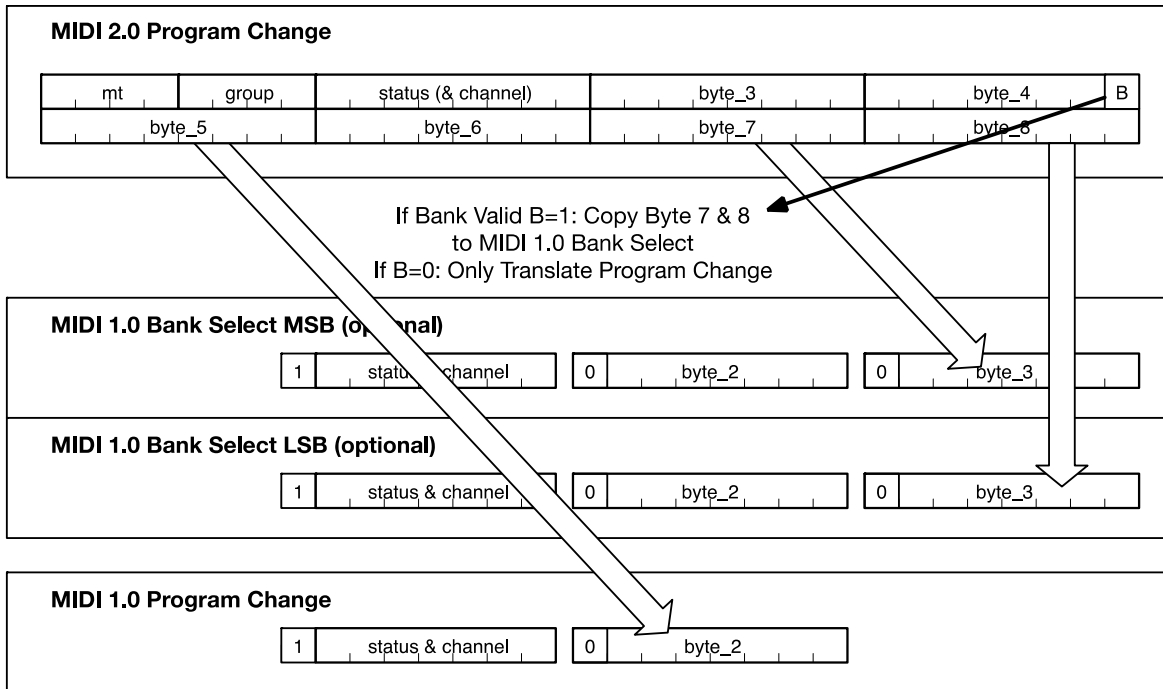 MIDI 2.0 Program Change
mt group status (& channel) byte_3 byte_4 B
byte_5 byte_6 byte_7 byte_8
If Bank Valid B=1: Copy Byte 7 & 8
to MIDI 1.0 Bank Select
If B=0: Only Translate Program Change
MIDI 1.0 Bank Select MSB (optional)
1 status & channel 0 byte_2 0 byte_3
MIDI 1.0 Bank Select LSB (optional)
1 status & channel 0 byte_2 0 byte_3
MIDI 1.0 Program Change
1 status & channel 0 byte_2